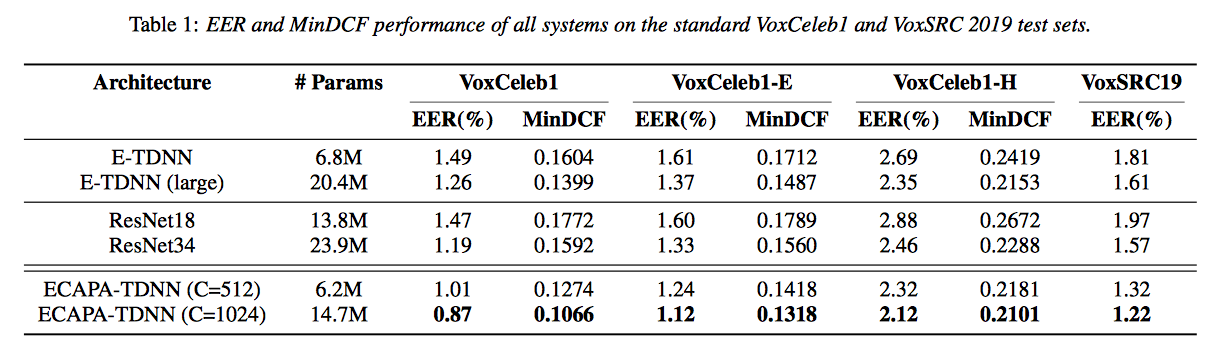 Table 1: EER and MinDCF performance of all systems on the standard VoxCeleb1 and VoxSRC 2019 test sets.
Architecture # Params VoxCeleb1 VoxCeleb1-E VoxCeleb1-H VoxSRC19
EER(%) MinDCF EER(%) MinDCF EER(%) MinDCF EER(%)
E-TDNN 6.8M 1.49 0.1604 1.61 0.1712 2.69 0.2419 1.81
E-TDNN (large) 20.4M 1.26 0.1399 1.37 0.1487 2.35 0.2153 1.61
ResNet18 13.8M 1.47 0.1772 1.60 0.1789 2.88 0.2672 1.97
ResNet34 23.9M 1.19 0.1592 1.33 0.1560 2.46 0.2288 1.57
ECAPA-TDNN (C=512) 6.2M 1.01 0.1274 1.24 0.1418 2.32 0.2181 1.32
ECAPA-TDNN (C=1024) 14.7M 0.87 0.1066 1.12 0.1318 2.12 0.2101 1.22